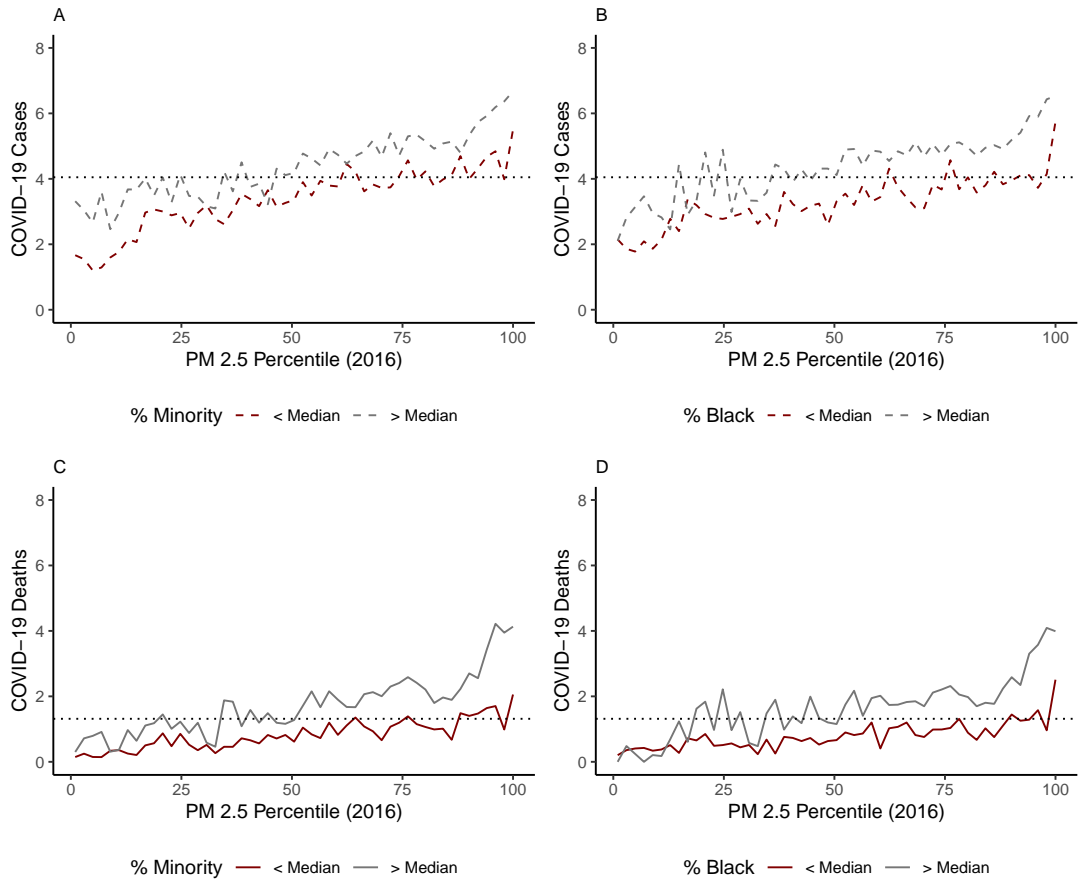 A
COVID−19 Cases
8
6
4
2
0
0 25 50 75 100
PM 2.5 Percentile (2016)
% Minority < Median > Median
B
COVID−19 Cases
8
6
4
2
0
0 25 50 75 100
PM 2.5 Percentile (2016)
% Black < Median > Median
C
COVID−19 Deaths
8
6
4
2
0
0 25 50 75 100
PM 2.5 Percentile (2016)
% Minority < Median > Median
D
COVID−19 Deaths
8
6
4
2
0
0 25 50 75 100
PM 2.5 Percentile (2016)
% Black < Median > Median